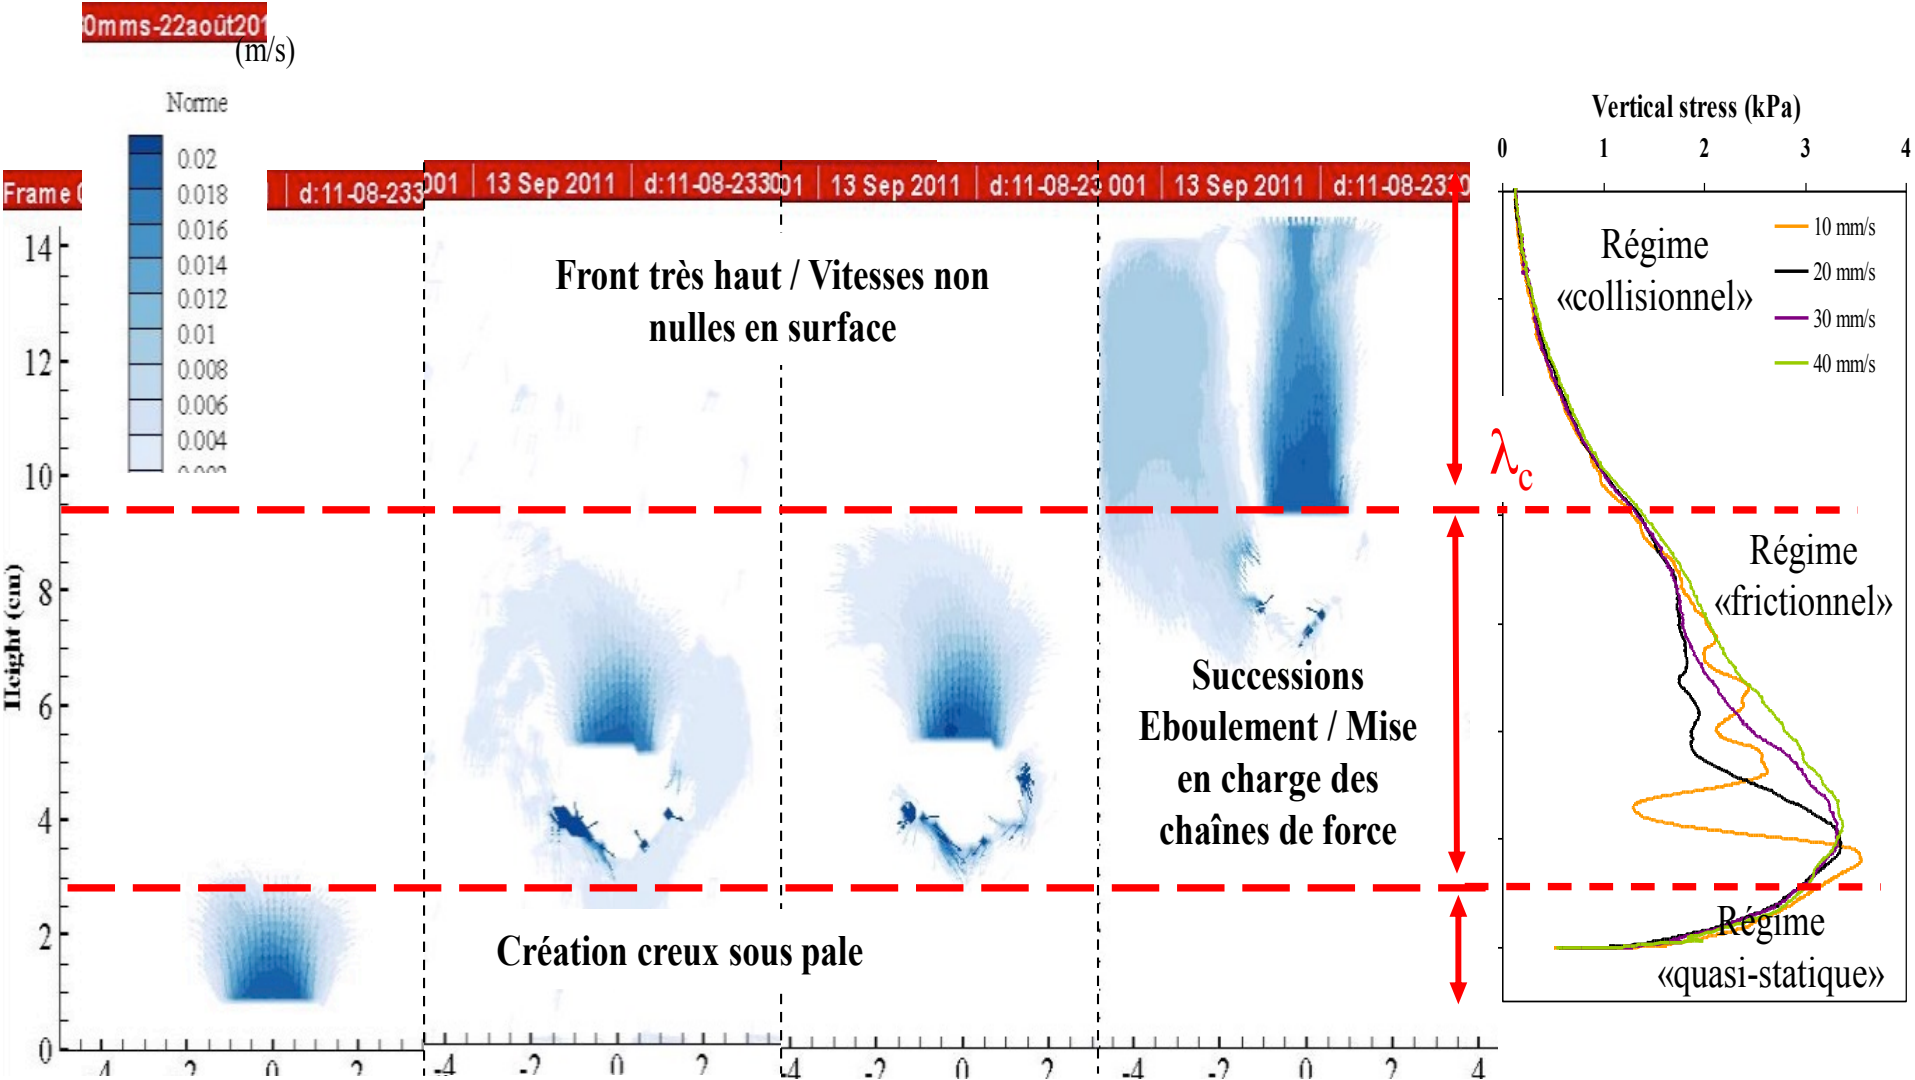 0mms-22août201
(m/s)
Norme
0.02
0.018
0.016
0.014
0.012
0.01
0.008
0.006
0.004
0.002
Frame 0
d:11-08-233
001 | 13 Sep 2011 | d:11-08-2330
01 | 13 Sep 2011 | d:11-08-23
001 | 13 Sep 2011 | d:11-08-2330
Height (cm)
14
12
10
8
6
4
2
0
-4 -2 0 2
-4 -2 0 2
-4 -2 0 2
-4 -2 0 2 4
Front très haut / Vitesses non
nulles en surface
Création creux sous pale
Successions
Eboulement / Mise
en charge des
chaînes de force
λc
Vertical stress (kPa)
0 1 2 3 4
10 mm/s
20 mm/s
30 mm/s
40 mm/s
Régime
«collisionnel»
Régime
«frictionnel»
Régime
«quasi-statique»